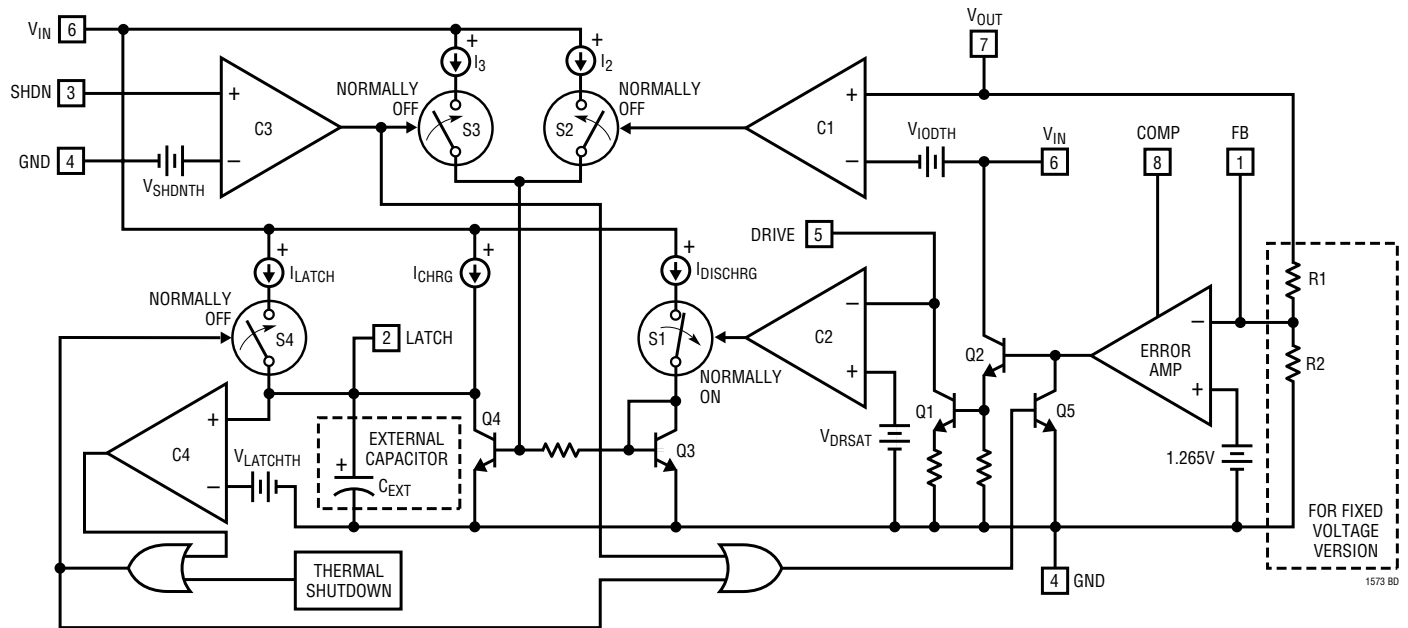 VIN
6
SHDN
3
GND
4
VSHDNTH
+
–
C3
NORMALLY
OFF
+
I3
S3
+
I2
S2
NORMALLY
OFF
+
–
C1
VOUT
7
VIODTH
VIN
6
COMP
8
FB
1
DRIVE
5
+
ILATCH
NORMALLY
OFF
S4
+
ICHRG
2
LATCH
+
IDISCHRG
S1
NORMALLY
ON
–
+
C2
VDRSAT
Q2
Q1
Q5
–
+
ERROR
AMP
R1
R2
1.265V
FOR FIXED
VOLTAGE
VERSION
+
–
C4
VLATCHTH
EXTERNAL
CAPACITOR
+
CEXT
Q4
Q3
THERMAL
SHUTDOWN
4
GND
1573 BD